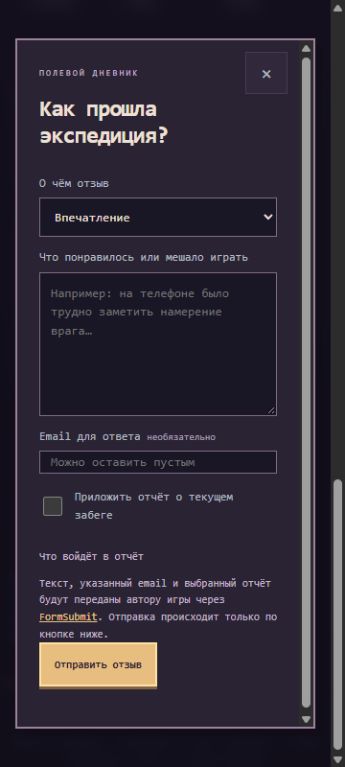 ПОЛЕВОЙ ДНЕВНИК
×
Как прошла
экспедиция?
О чём отзыв
Впечатление
Что понравилось или мешало играть
Например: на телефоне было
трудно заметить намерение
врага…
Email для ответа необязательно
Можно оставить пустым
Приложить отчёт о текущем
забеге
Что войдёт в отчёт
Текст, указанный email и выбранный отчёт
будут переданы автору игры через
FormSubmit. Отправка происходит только по
кнопке ниже.
Отправить отзыв